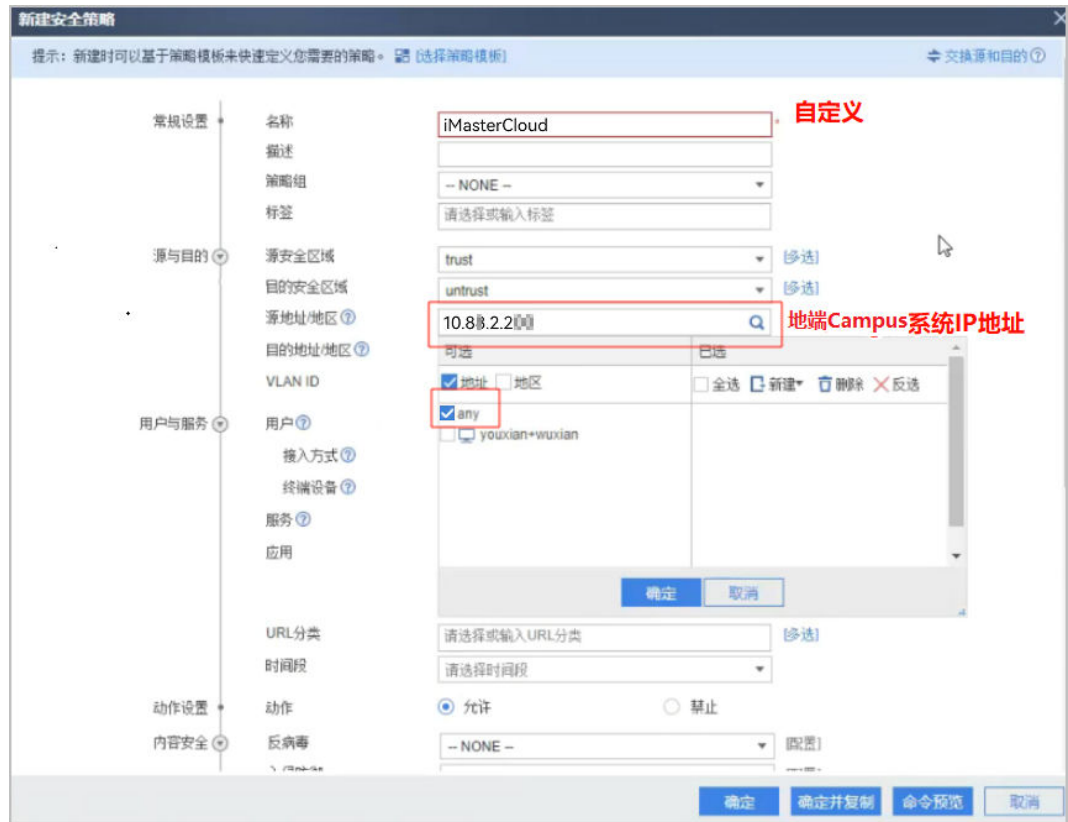 新建安全策略
提示：新建时可以基于策略模板来快速定义您需要的策略。 [选择策略模板] 交换源和目的
常规设置 名称 iMasterCloud * 自定义
描述
策略组 -- NONE --
标签 请选择或输入标签
源与目的 源安全区域 trust [多选]
目的安全区域 untrust [多选]
源地址/地区 地端Campus系统IP地址
目的地址/地区 可选 已选
VLAN ID 地址 地区 全选 新建 删除 反选
any
用户与服务 用户 youxian+wuxian
接入方式
终端设备
服务
应用
确定 取消
URL分类 请选择或输入URL分类 [多选]
时间段 请选择时间段
动作设置 动作 允许 禁止
内容安全 反病毒 -- NONE -- [配置]
确定 确定并复制 命令预览 取消